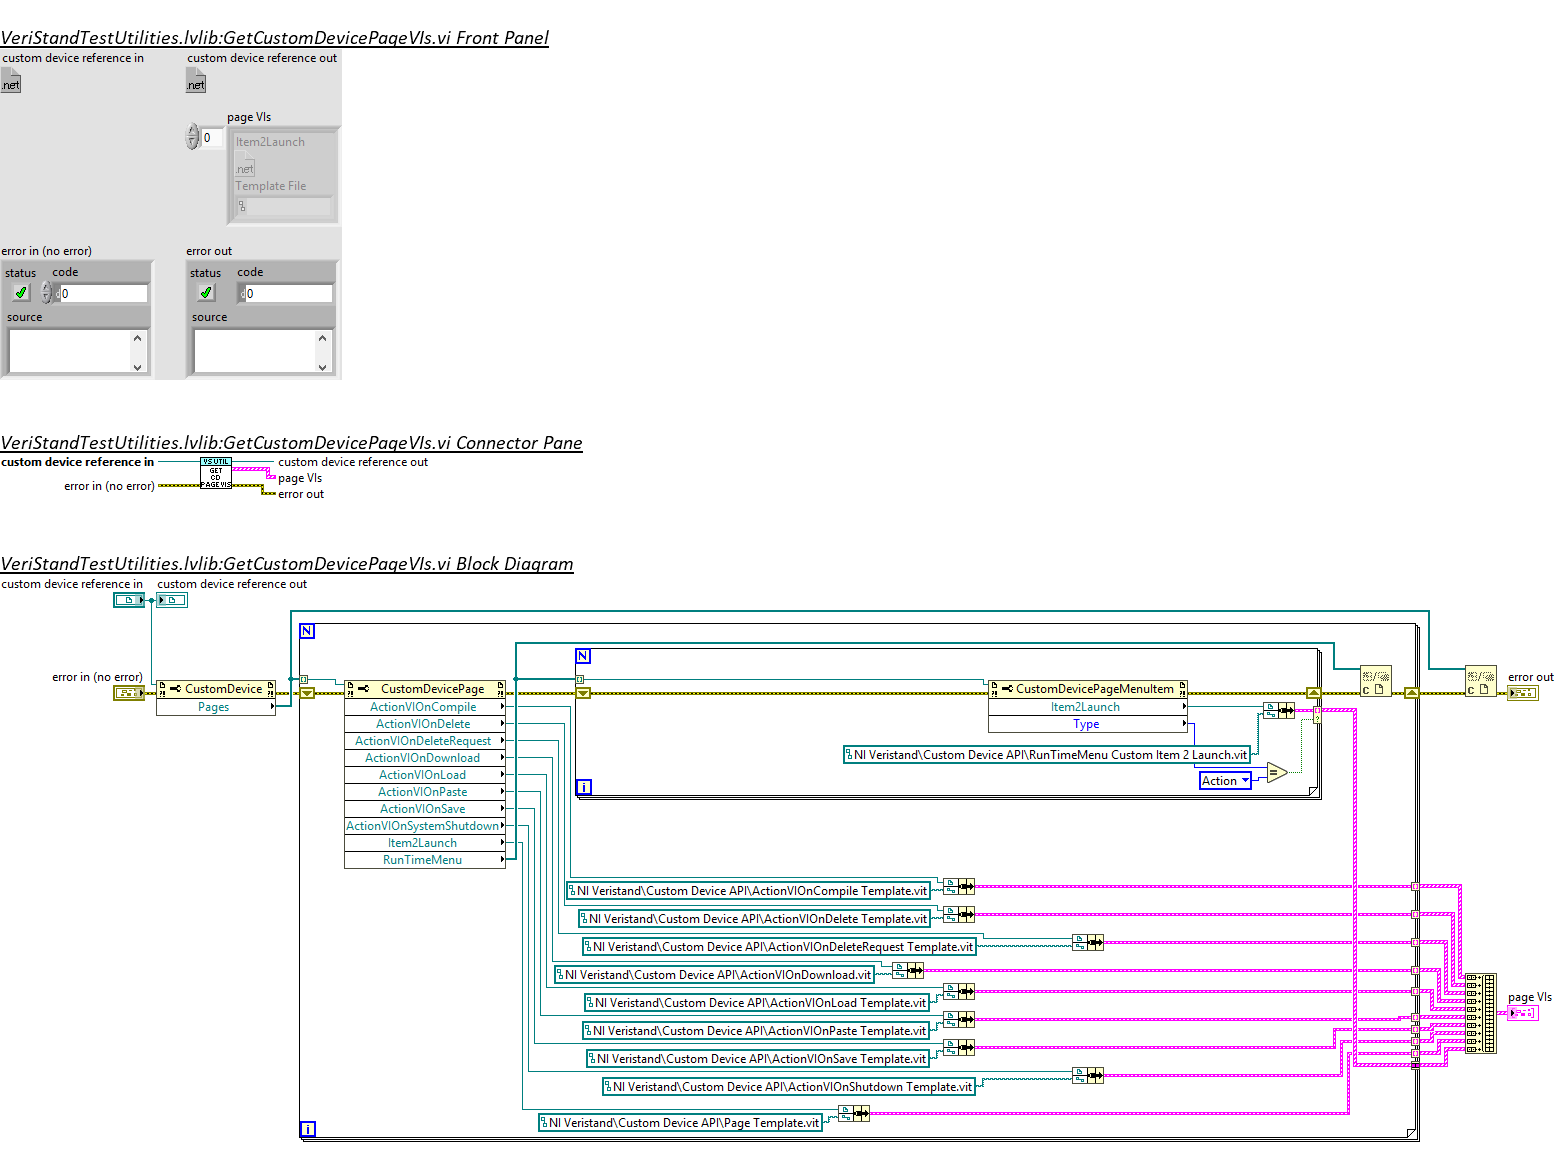 VeriStandTestUtilities.lvlib:GetCustomDevicePageVIs.vi Front Panel
custom device reference in
custom device reference out
.net
.net
page VIs
0
Item2Launch
.net
Template File
error in (no error)
error out
status
code
status
code
0
0
source
source
VeriStandTestUtilities.lvlib:GetCustomDevicePageVIs.vi Connector Pane
custom device reference in
VS UTIL
GET
CD
PAGE VIS
custom device reference out
page VIs
error in (no error)
error out
VeriStandTestUtilities.lvlib:GetCustomDevicePageVIs.vi Block Diagram
custom device reference in
custom device reference out
N
N
error in (no error)
CustomDevice
Pages
CustomDevicePage
ActionVIOnCompile
ActionVIOnDelete
ActionVIOnDeleteRequest
ActionVIOnDownload
ActionVIOnLoad
ActionVIOnPaste
ActionVIOnSave
ActionVIOnSystemShutdown
Item2Launch
RunTimeMenu
CustomDevicePageMenuItem
Item2Launch
Type
NI Veristand\Custom Device API\RunTimeMenu Custom Item 2 Launch.vit
Action
=
i
C
C
error out
NI Veristand\Custom Device API\ActionVIOnCompile Template.vit
NI Veristand\Custom Device API\ActionVIOnDelete Template.vit
NI Veristand\Custom Device API\ActionVIOnDeleteRequest Template.vit
NI Veristand\Custom Device API\ActionVIOnDownload.vit
NI Veristand\Custom Device API\ActionVIOnLoad Template.vit
NI Veristand\Custom Device API\ActionVIOnPaste Template.vit
NI Veristand\Custom Device API\ActionVIOnSave Template.vit
NI Veristand\Custom Device API\ActionVIOnShutdown Template.vit
NI Veristand\Custom Device API\Page Template.vit
page VIs
i